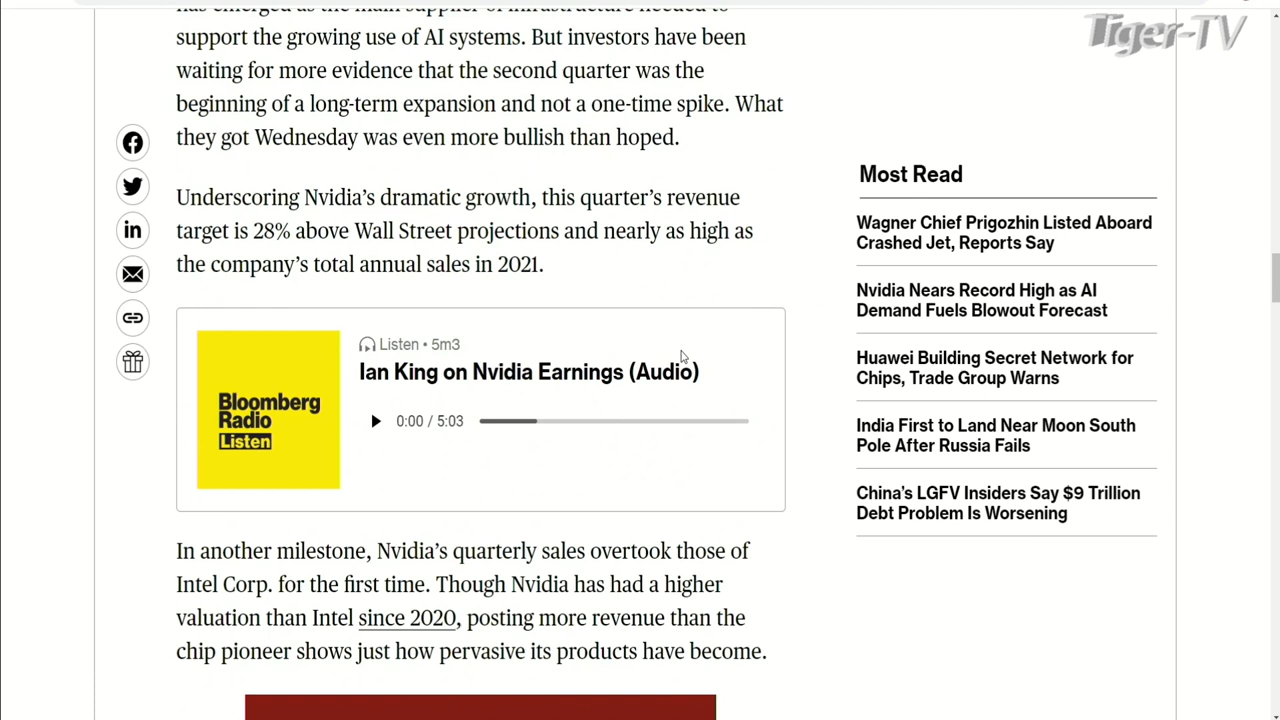 has emerged as the main supplier of infrastructure needed to
Tiger-TV
support the growing use of AI systems. But investors have been
waiting for more evidence that the second quarter was the
beginning of a long-term expansion and not a one-time spike. What
they got Wednesday was even more bullish than hoped.
Underscoring Nvidia’s dramatic growth, this quarter’s revenue
target is 28% above Wall Street projections and nearly as high as
the company’s total annual sales in 2021.
Bloomberg
Radio
Listen
Listen • 5m3
Ian King on Nvidia Earnings (Audio)
0:00 / 5:03
In another milestone, Nvidia’s quarterly sales overtook those of
Intel Corp. for the first time. Though Nvidia has had a higher
valuation than Intel since 2020, posting more revenue than the
chip pioneer shows just how pervasive its products have become.
Most Read
Wagner Chief Prigozhin Listed Aboard
Crashed Jet, Reports Say
Nvidia Nears Record High as AI
Demand Fuels Blowout Forecast
Huawei Building Secret Network for
Chips, Trade Group Warns
India First to Land Near Moon South
Pole After Russia Fails
China’s LGFV Insiders Say $9 Trillion
Debt Problem Is Worsening